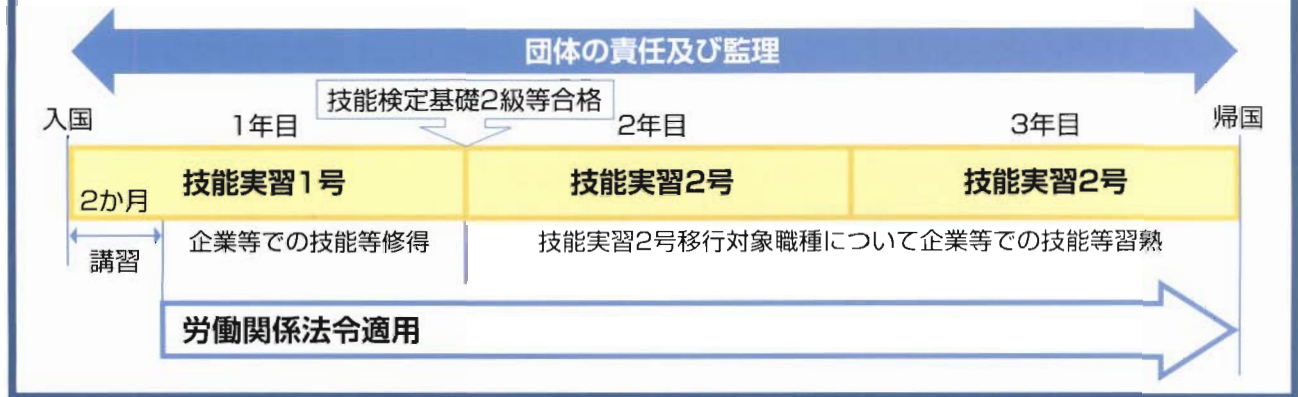 団体の責任及び監理
技能検定基礎2級等合格
入国
1年目
2年目
3年目
帰国
技能実習1号
技能実習2号
技能実習2号
2か月
講習
企業等での技能等修得
技能実習2号移行対象職種について企業等での技能等習熟
労働関係法令適用